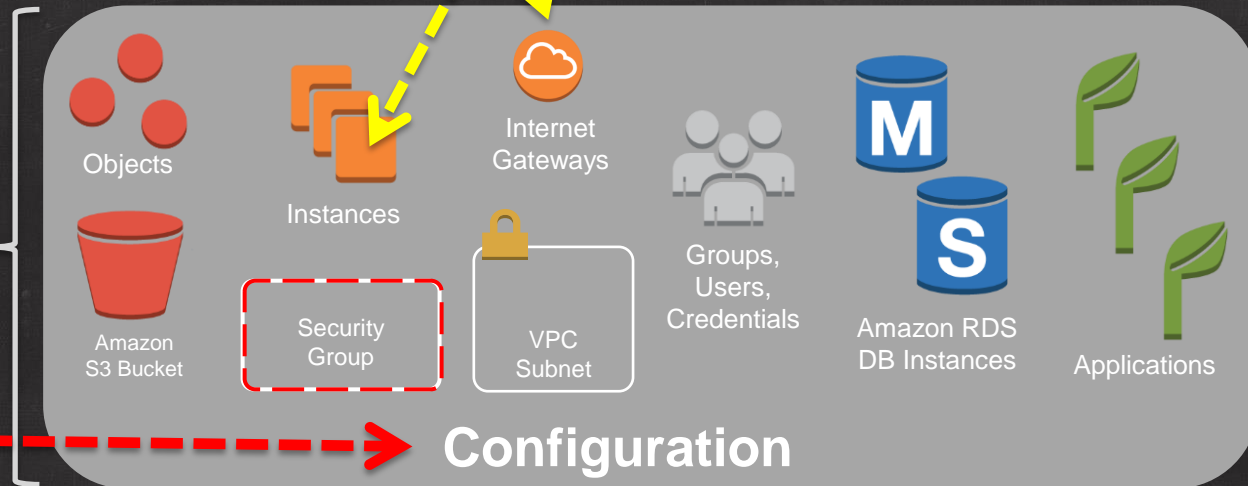 Objects
Instances
Internet
Gateways
Groups,
Users,
Credentials
M
S
Amazon RDS
DB Instances
Applications
Amazon
S3 Bucket
Security
Group
VPC
Subnet
Configuration